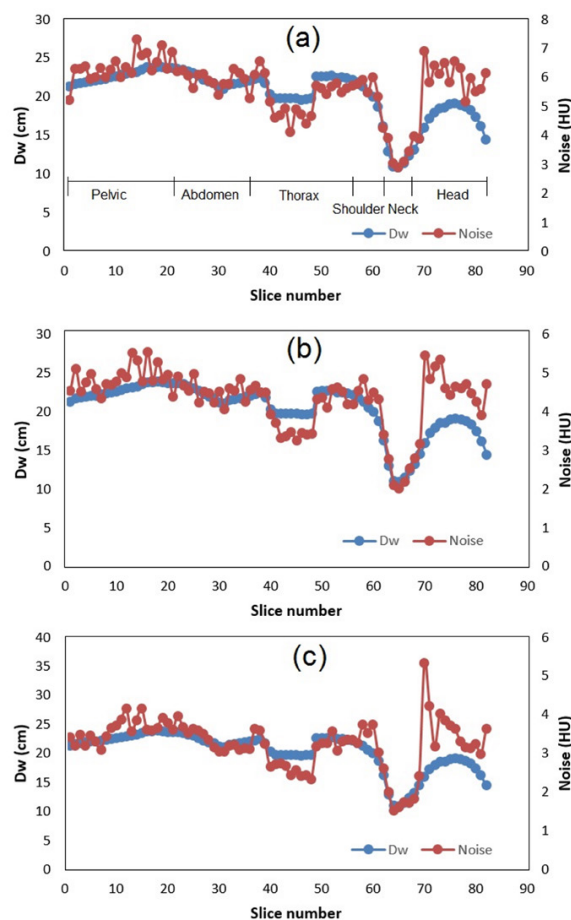 (a)
Dw (cm)
30
25
20
15
10
5
0
Noise (HU)
8
7
6
5
4
3
2
1
0
Pelvic Abdomen Thorax Shoulder Neck Head
Dw Noise
0 10 20 30 40 50 60 70 80 90
Slice number
(b)
Dw (cm)
30
25
20
15
10
5
0
Noise (HU)
6
5
4
3
2
1
0
Dw Noise
0 10 20 30 40 50 60 70 80 90
Slice number
(c)
Dw (cm)
40
35
30
25
20
15
10
5
0
Noise (HU)
6
5
4
3
2
1
0
Dw Noise
0 10 20 30 40 50 60 70 80 90
Slice number